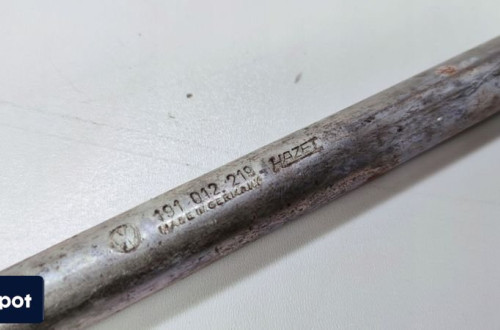 191 012 219 HAZET
MADE IN GERMANY
pot